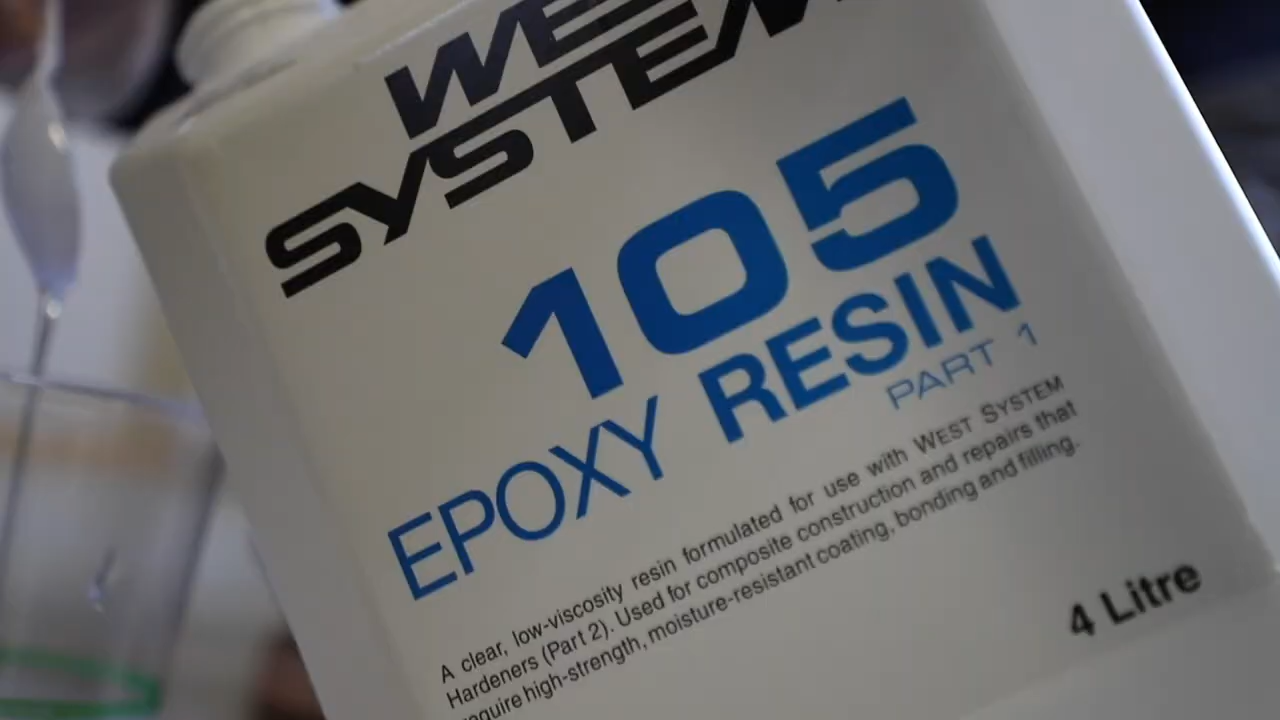 WE
SYSTEM
105
EPOXY RESIN
PART 1
A clear, low-viscosity resin formulated for use with WEST SYSTEM
Hardeners (Part 2). Used for composite construction and repairs that
require high-strength, moisture-resistant coating, bonding and filling.
4 Litre